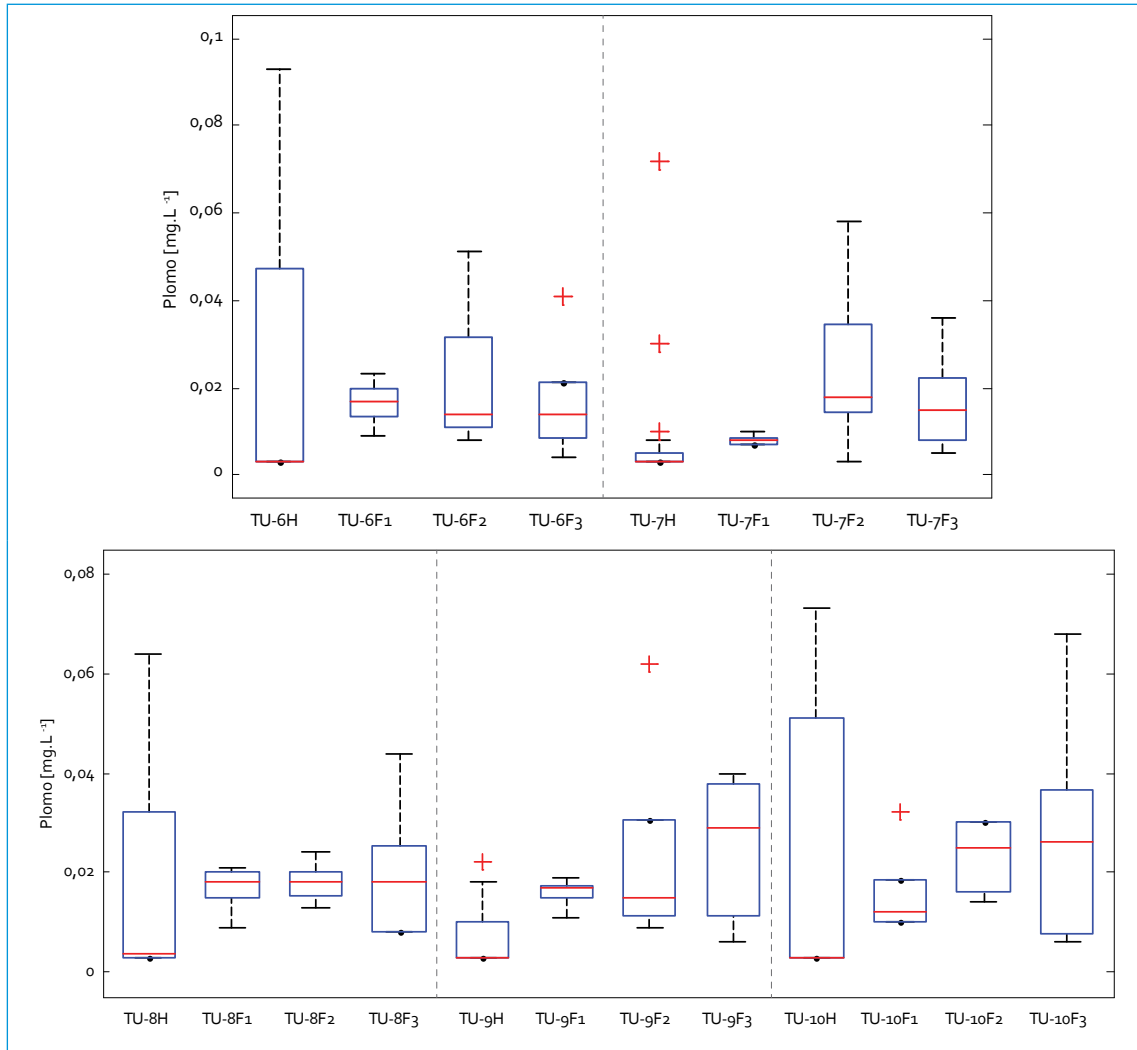 0,1
0,08
0,06
0,04
0,02
0
Plomo [mg.L⁻¹]
TU-6H TU-6F1 TU-6F2 TU-6F3 TU-7H TU-7F1 TU-7F2 TU-7F3
0,08
0,06
0,04
0,02
0
Plomo [mg.L⁻¹]
TU-8H TU-8F1 TU-8F2 TU-8F3 TU-9H TU-9F1 TU-9F2 TU-9F3 TU-10H TU-10F1 TU-10F2 TU-10F3